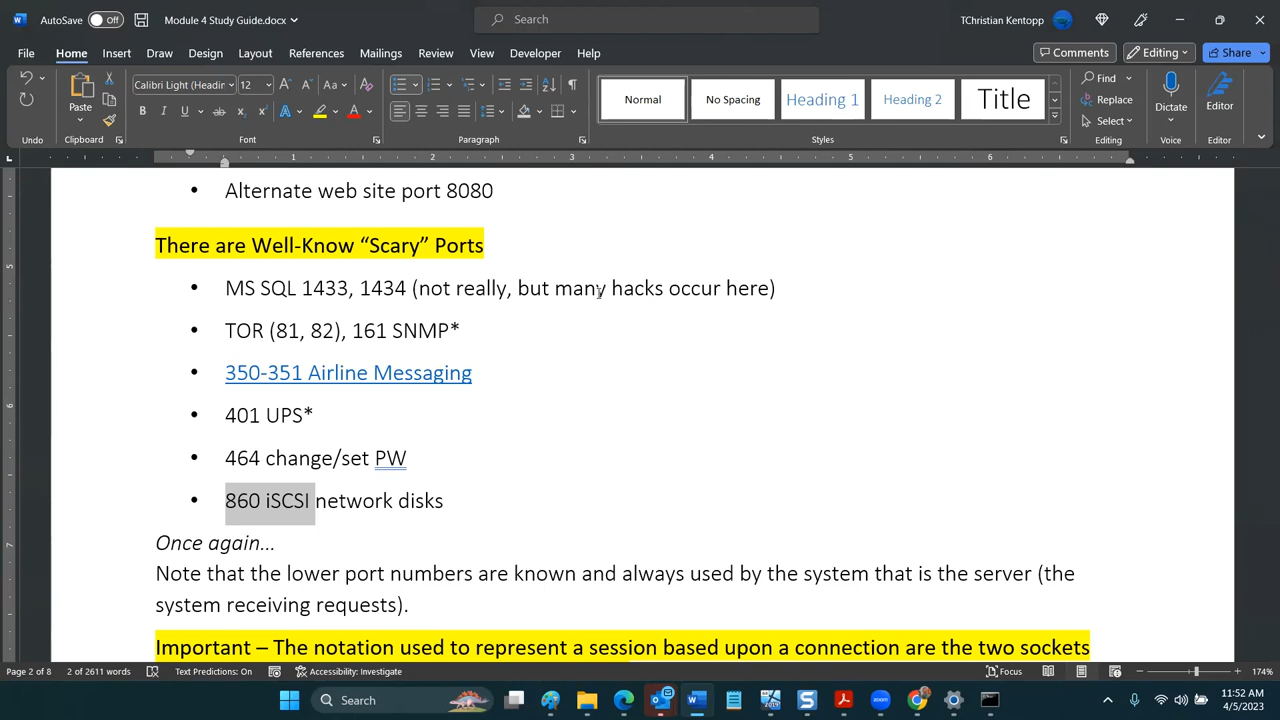 AutoSave Off Module 4 Study Guide.docx Search TChristian Kentopp
File Home Insert Draw Design Layout References Mailings Review View Developer Help Comments Editing Share
Calibri Light (Headin 12 Aa Find
Paste Normal No Spacing Heading 1 Heading 2 Title Replace Dictate Editor
B I U A A Select
Undo Clipboard Font Paragraph Styles Editing Voice Editor
1 2 3 4 5 6
• Alternate web site port 8080
There are Well-Know “Scary” Ports
• MS SQL 1433, 1434 (not really, but many hacks occur here)
• TOR (81, 82), 161 SNMP*
• 350-351 Airline Messaging
• 401 UPS*
• 464 change/set PW
• 860 iSCSI network disks
Once again...
Note that the lower port numbers are known and always used by the system that is the server (the
system receiving requests).
Important – The notation used to represent a session based upon a connection are the two sockets
Page 2 of 8 2 of 2611 words Text Predictions: On Accessibility: Investigate Focus 174%
Search 11:52 AM
4/5/2023